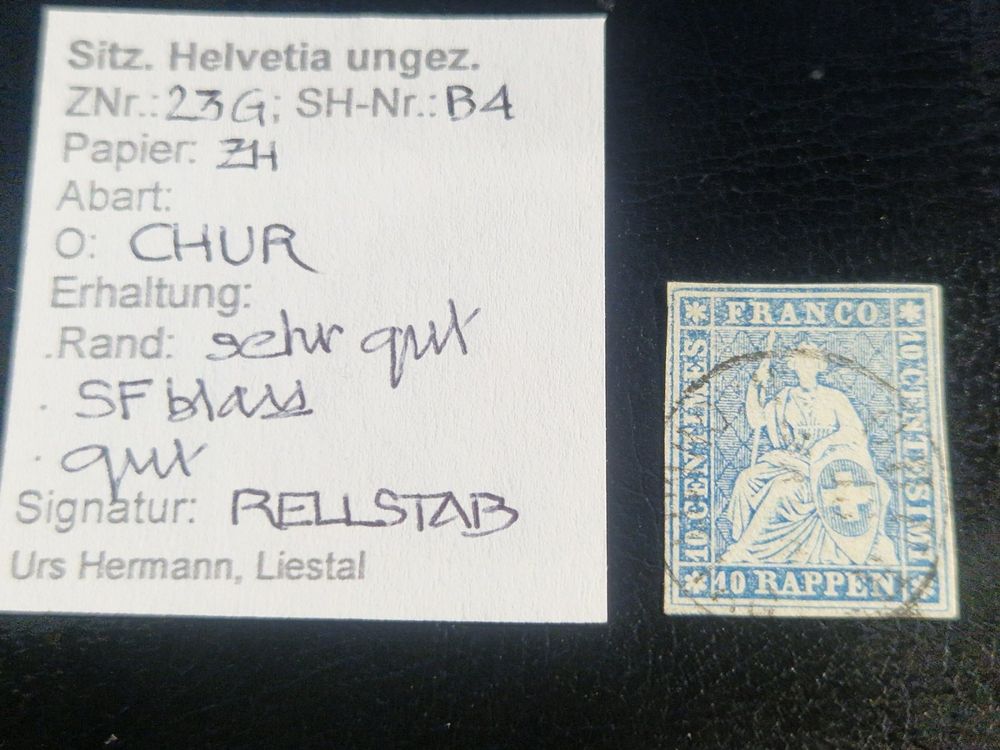 Sitz. Helvetia ungez.
ZNr.: 23G; SH-Nr.: B4
Papier: ZH
Abart:
O: CHUR
Erhaltung:
.Rand: sehr gut
. SF blass
. gut
Signatur: RELLSTAB
Urs Hermann, Liestal
FRANCO
10 CENTIMES
10 CENTESIMI
10 RAPPEN